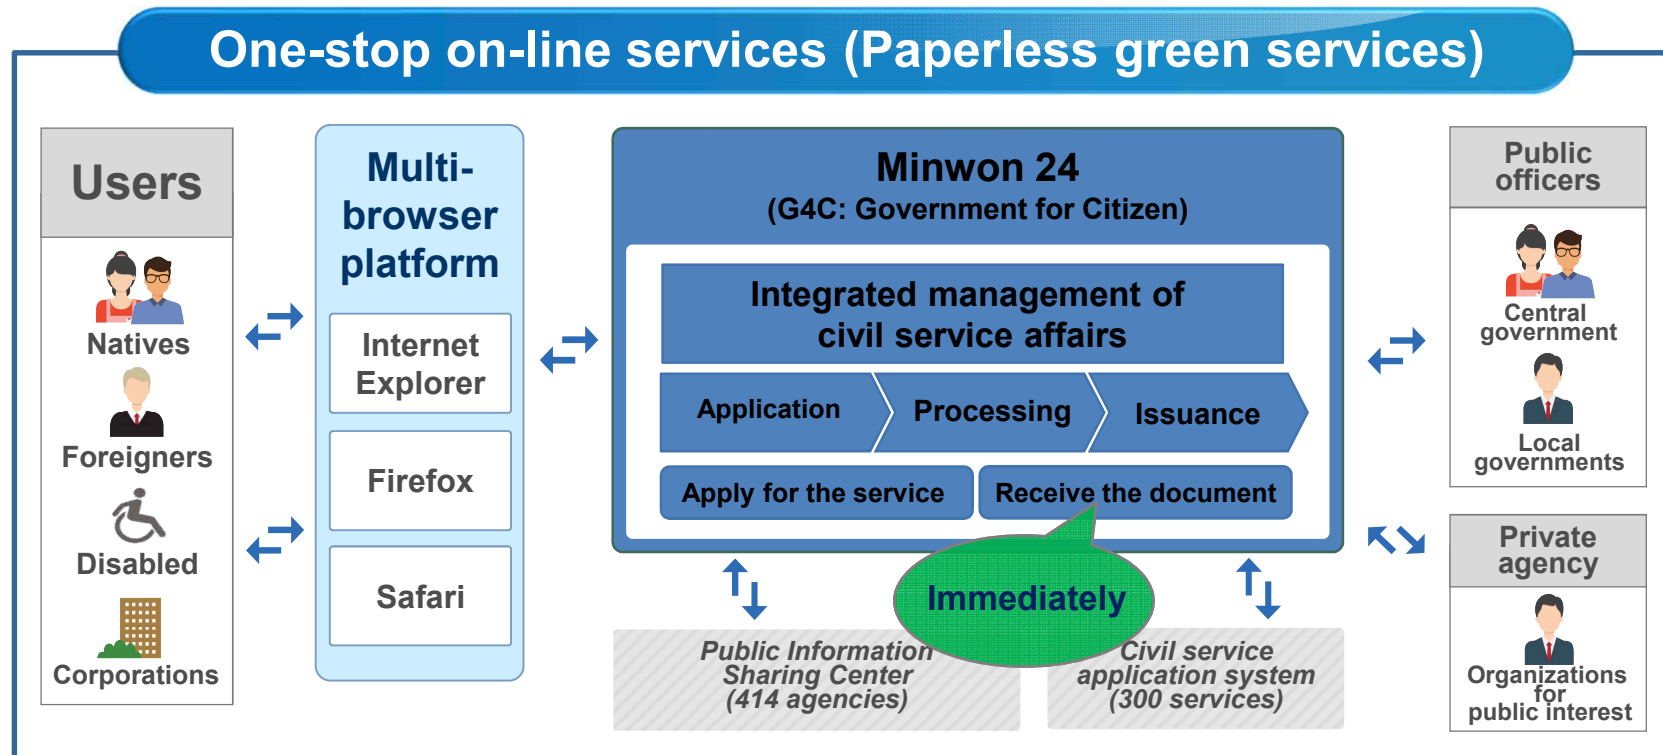 One-stop on-line services (Paperless green services)
Users
Natives
Foreigners
Disabled
Corporations
Multi-
browser
platform
Internet
Explorer
Firefox
Safari
Minwon 24
(G4C: Government for Citizen)
Integrated management of
civil service affairs
Application
Processing
Issuance
Apply for the service
Receive the document
Immediately
Public Information
Sharing Center
(414 agencies)
Civil service
application system
(300 services)
Public
officers
Central
government
Local
governments
Private
agency
Organizations
for
public interest